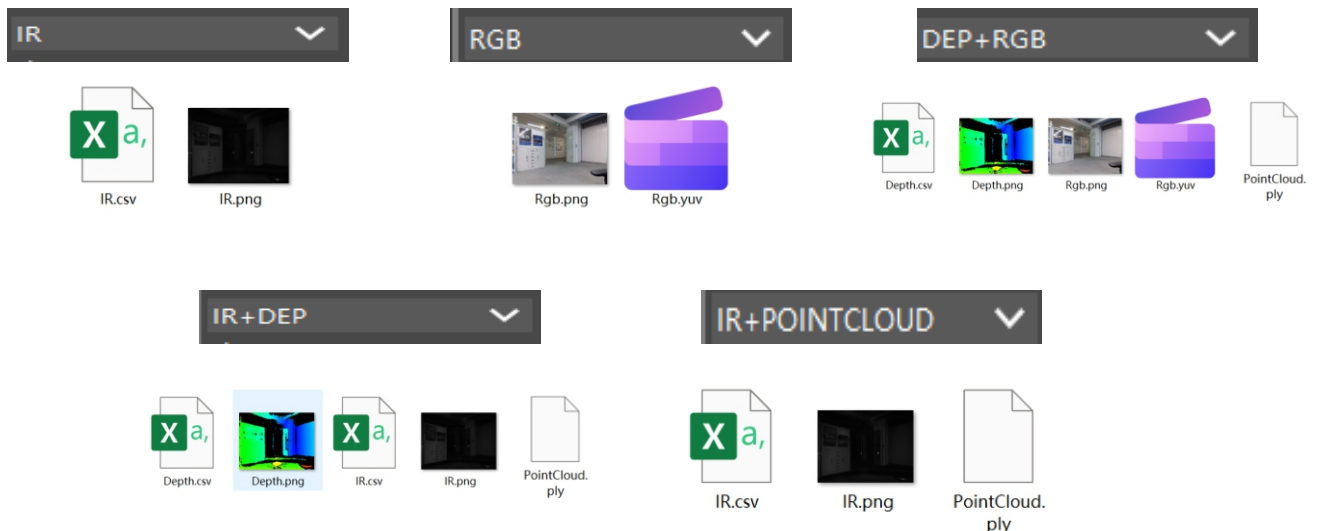 IR
RGB
DEP+RGB
X a,
X a,
IR.csv
IR.png
Rgb.png
Rgb.yuv
Depth.csv
Depth.png
Rgb.png
Rgb.yuv
PointCloud.
ply
IR+DEP
IR+POINTCLOUD
X a,
X a,
X a,
Depth.csv
Depth.png
IR.csv
IR.png
PointCloud.
ply
IR.csv
IR.png
PointCloud.
ply